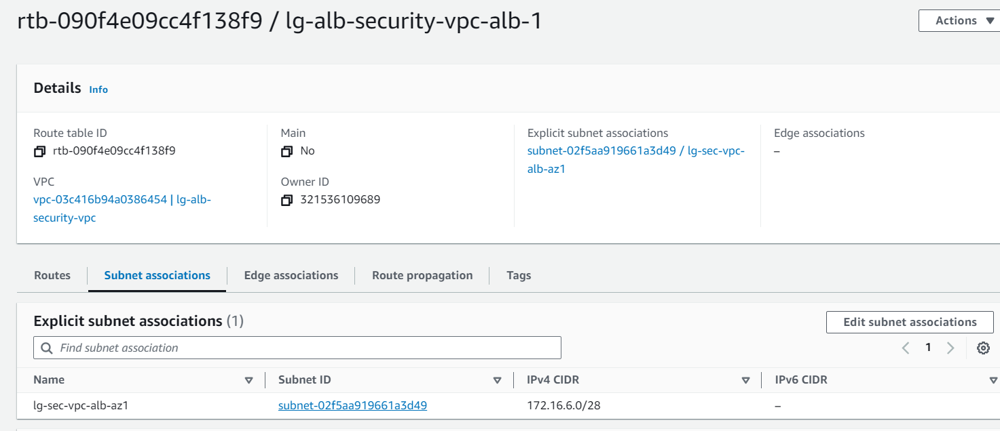 rtb-090f4e09cc4f138f9 / lg-alb-security-vpc-alb-1
Actions
Details Info
Route table ID
rtb-090f4e09cc4f138f9
VPC
vpc-03c416b94a0386454 | lg-alb-
security-vpc
Main
No
Owner ID
321536109689
Explicit subnet associations
subnet-02f5aa919661a3d49 / lg-sec-vpc-
alb-az1
Edge associations
–
Routes
Subnet associations
Edge associations
Route propagation
Tags
Explicit subnet associations (1)
Edit subnet associations
Find subnet association
1
Name Subnet ID IPv4 CIDR IPv6 CIDR
lg-sec-vpc-alb-az1 subnet-02f5aa919661a3d49 172.16.6.0/28 –